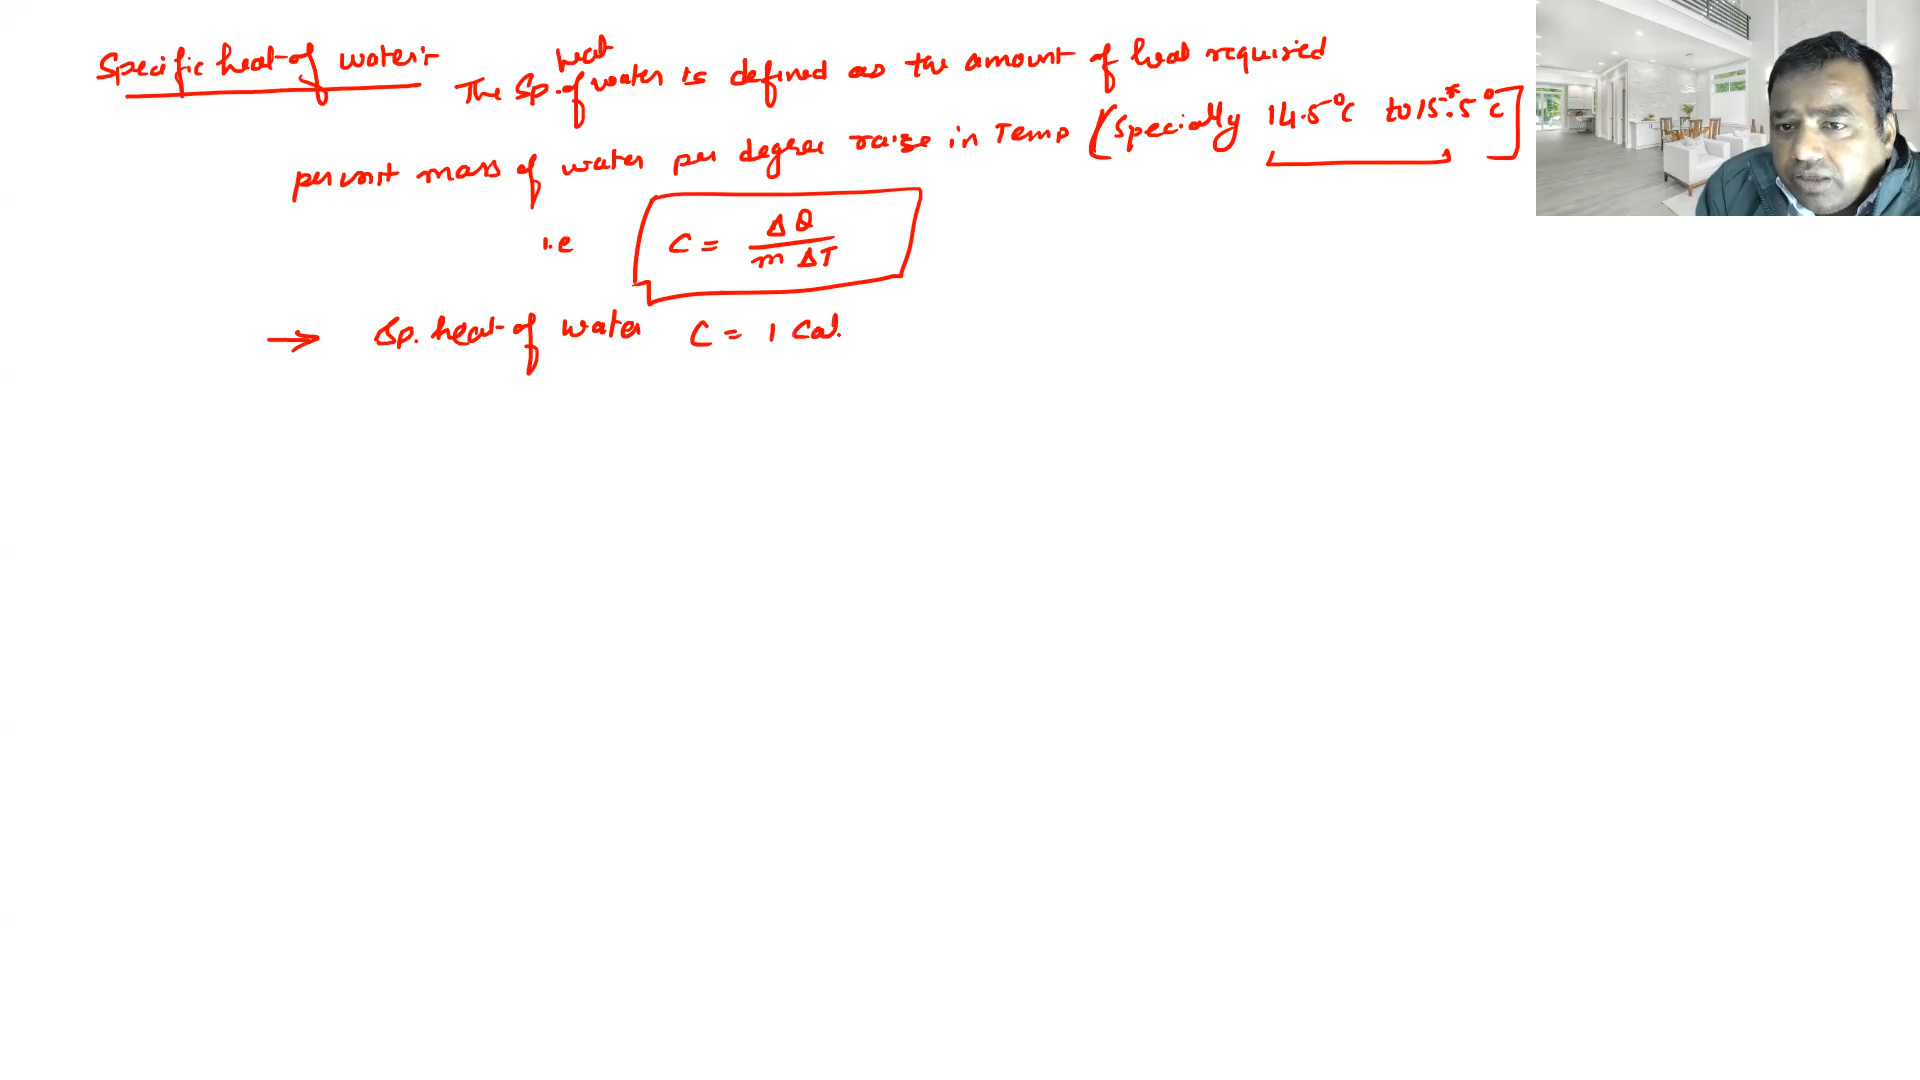 Specific heat of water:- The Sp. heat of water is defined as the amount of heat required
per unit mass of water per degree raise in Temp [Specially 14.5°C to 15.5°C]
i.e C = ΔQ / m ΔT
→ Sp. heat of water C = 1 Cal.